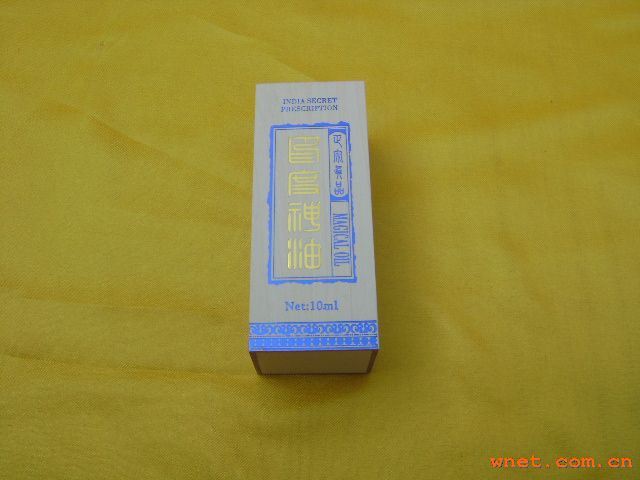 INDIA SECRET
PRESCRIPTION
印度神油
MAGICAL OIL
Net:10ml
wnet.com.cn